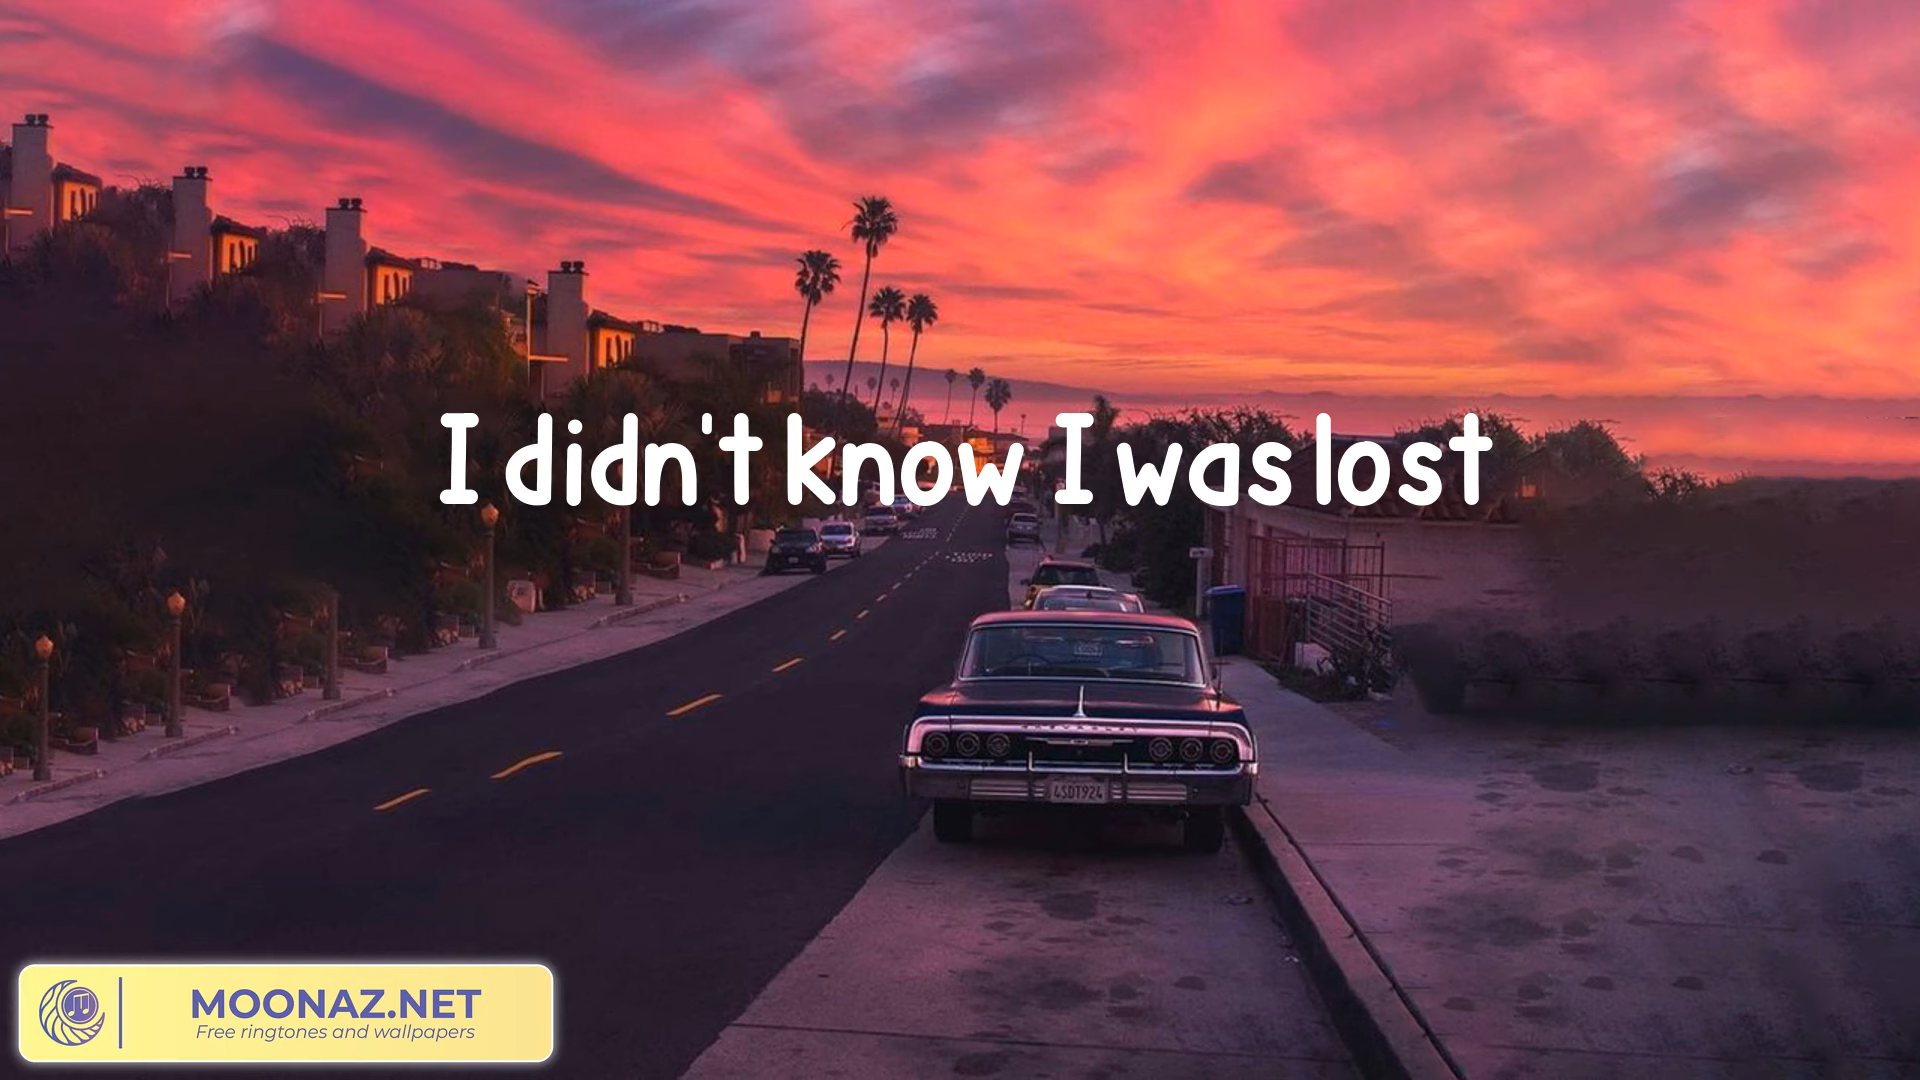 I didn't know I was lost
4SDT924
MOONAZ.NET
Free ringtones and wallpapers